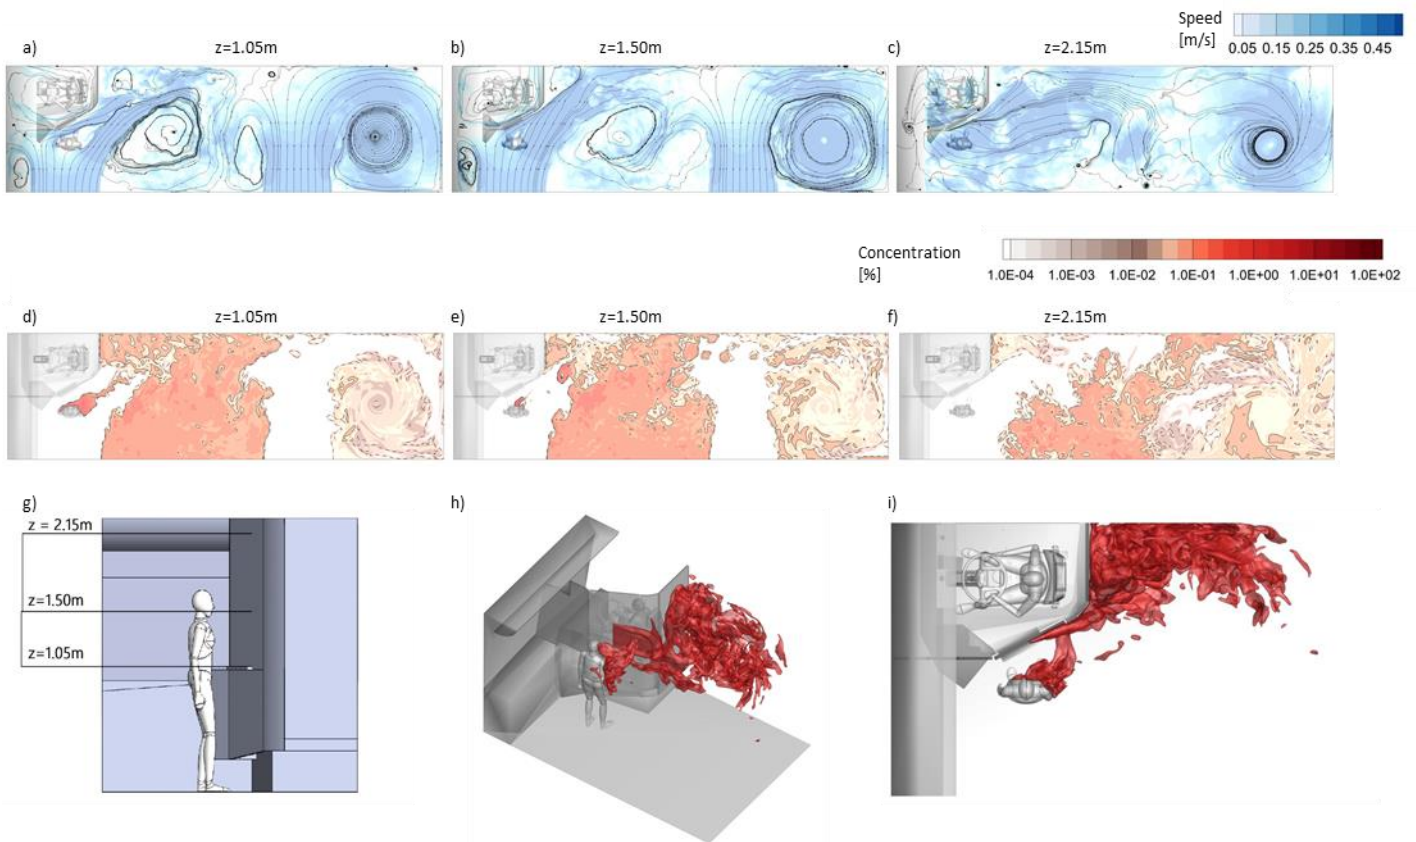 Speed
[m/s]
0.05 0.15 0.25 0.35 0.45
a) z=1.05m b) z=1.50m c) z=2.15m
Concentration
[%]
1.0E-04 1.0E-03 1.0E-02 1.0E-01 1.0E+00 1.0E+01 1.0E+02
d) z=1.05m e) z=1.50m f) z=2.15m
g) h) i)
z = 2.15m
z=1.50m
z=1.05m